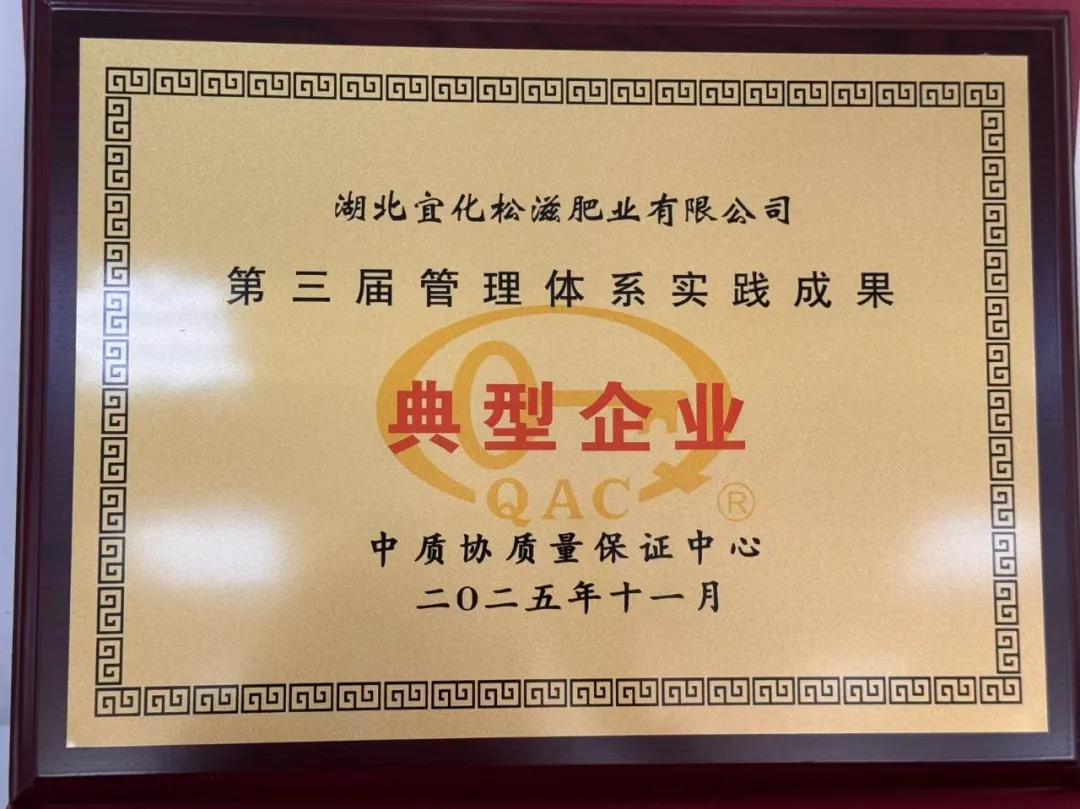 湖北宜化松滋肥业有限公司
第三届管理体系实践成果
典型企业
QAC®
中质协质量保证中心
二O二五年十一月